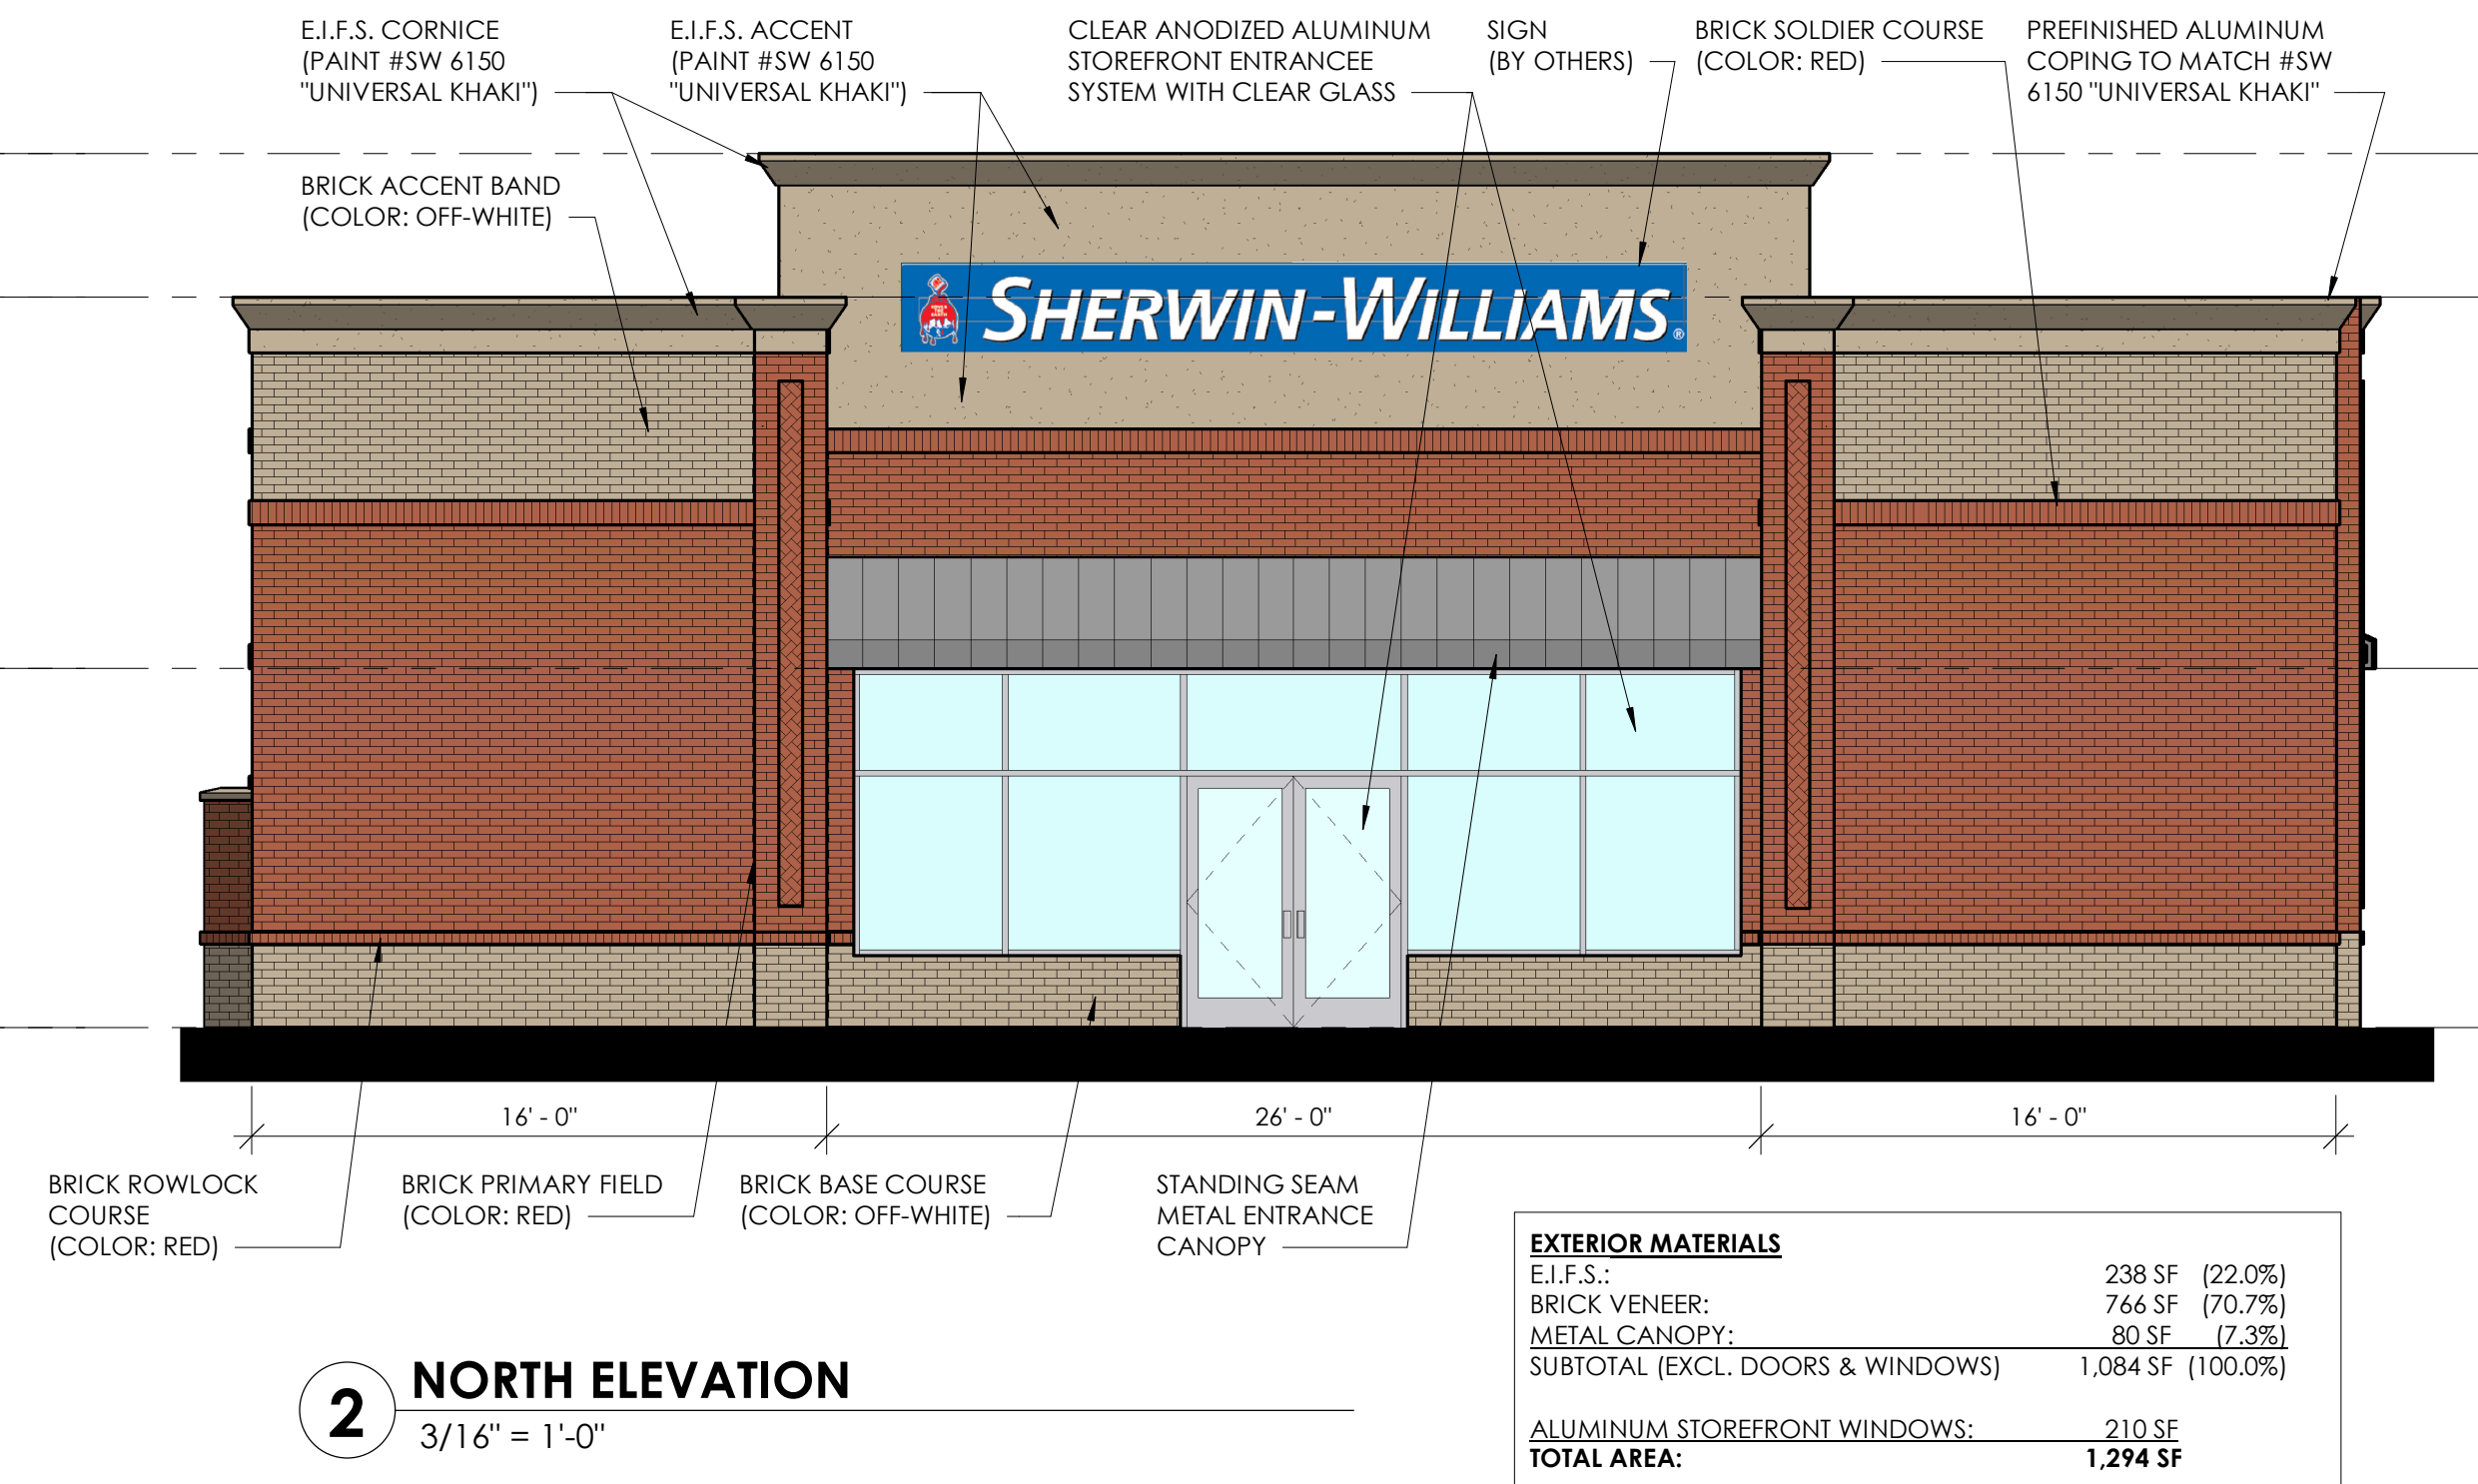 E.I.F.S. CORNICE
(PAINT #SW 6150
"UNIVERSAL KHAKI")
E.I.F.S. ACCENT
(PAINT #SW 6150
"UNIVERSAL KHAKI")
CLEAR ANODIZED ALUMINUM
STOREFRONT ENTRANCEE
SYSTEM WITH CLEAR GLASS
SIGN
(BY OTHERS)
BRICK SOLDIER COURSE
(COLOR: RED)
PREFINISHED ALUMINUM
COPING TO MATCH #SW
6150 "UNIVERSAL KHAKI"
BRICK ACCENT BAND
(COLOR: OFF-WHITE)
SHERWIN-WILLIAMS®
16' - 0"
26' - 0"
16' - 0"
BRICK ROWLOCK
COURSE
(COLOR: RED)
BRICK PRIMARY FIELD
(COLOR: RED)
BRICK BASE COURSE
(COLOR: OFF-WHITE)
STANDING SEAM
METAL ENTRANCE
CANOPY
EXTERIOR MATERIALS
E.I.F.S.: 238 SF (22.0%)
BRICK VENEER: 766 SF (70.7%)
METAL CANOPY: 80 SF (7.3%)
SUBTOTAL (EXCL. DOORS & WINDOWS) 1,084 SF (100.0%)
ALUMINUM STOREFRONT WINDOWS: 210 SF
TOTAL AREA: 1,294 SF
2 NORTH ELEVATION
3/16" = 1'-0"